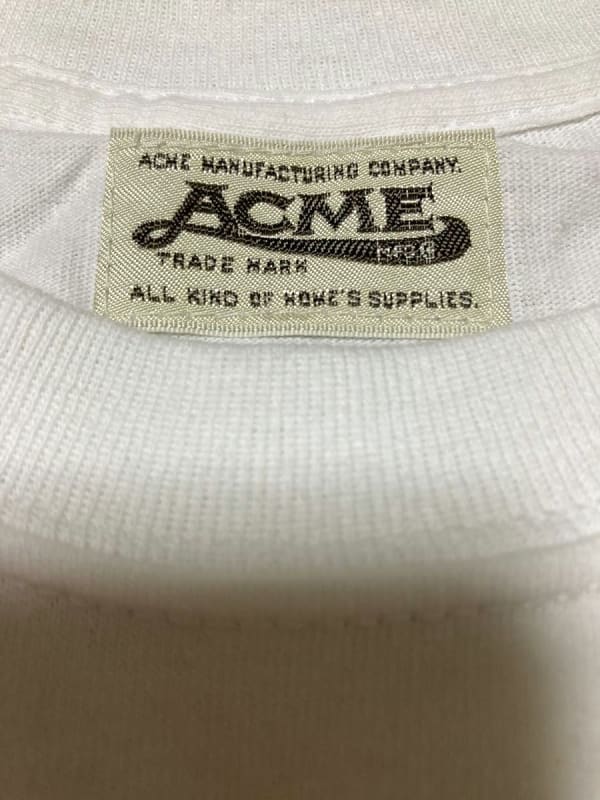 ACME MANUFACTURING COMPANY.
ACME
TRADE MARK
ALL KIND OF HOME'S SUPPLIES.